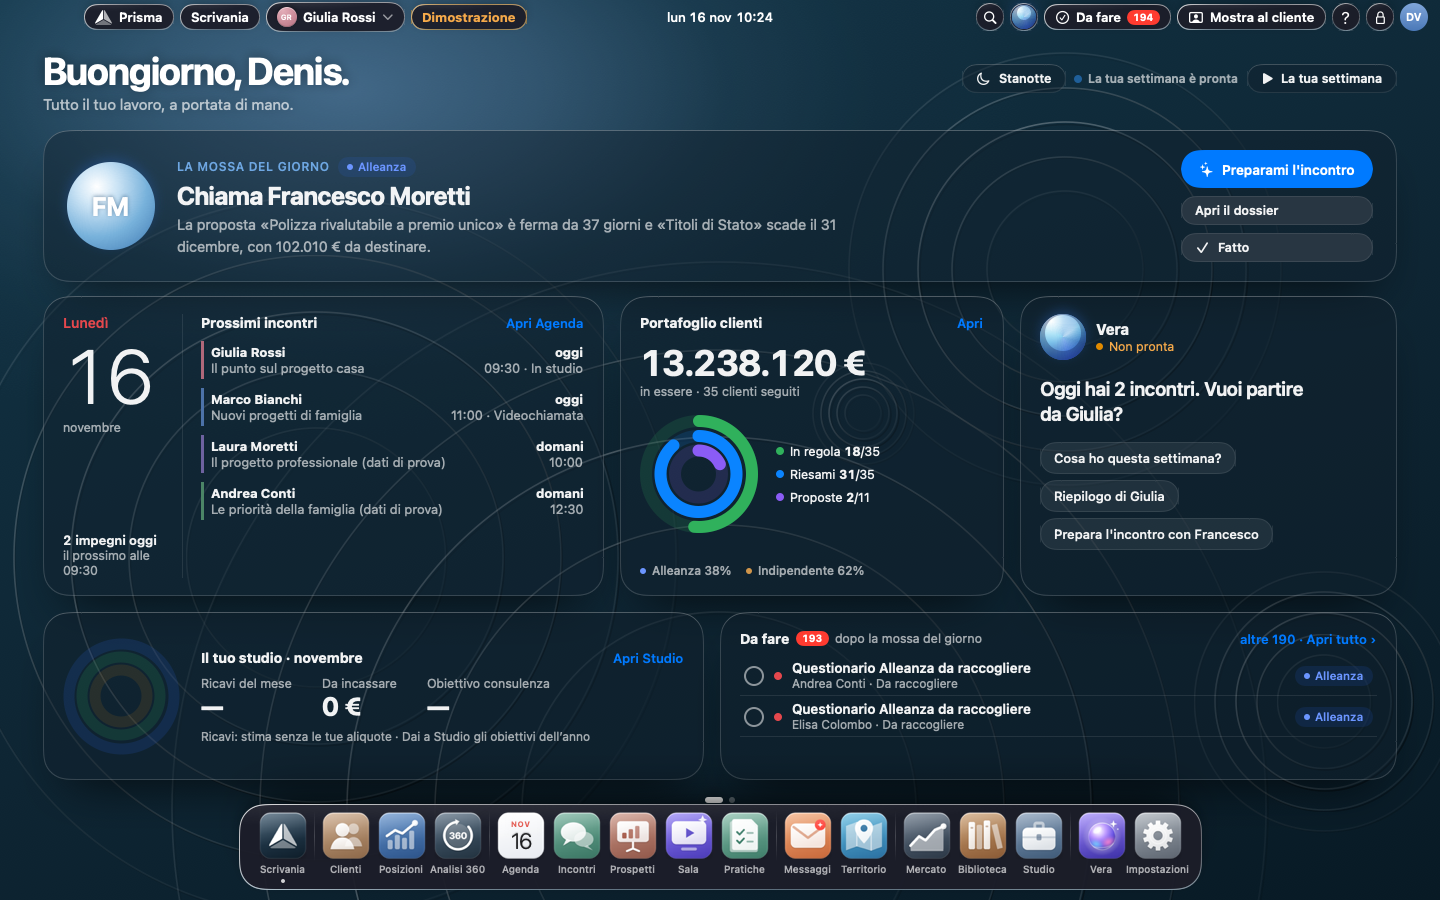 Prisma
Scrivania
GR Giulia Rossi
Dimostrazione
lun 16 nov 10:24
Da fare 194
Mostra al cliente
?
DV
Buongiorno, Denis.
Tutto il tuo lavoro, a portata di mano.
Stanotte
La tua settimana è pronta
La tua settimana
FM
LA MOSSA DEL GIORNO
Alleanza
Chiama Francesco Moretti
La proposta «Polizza rivalutabile a premio unico» è ferma da 37 giorni e «Titoli di Stato» scade il 31
dicembre, con 102.010 € da destinare.
Preparami l'incontro
Apri il dossier
Fatto
Lunedì
16
novembre
2 impegni oggi
il prossimo alle
09:30
Prossimi incontri
Apri Agenda
Giulia Rossi oggi
Il punto sul progetto casa 09:30 · In studio
Marco Bianchi oggi
Nuovi progetti di famiglia 11:00 · Videochiamata
Laura Moretti domani
Il progetto professionale (dati di prova) 10:00
Andrea Conti domani
Le priorità della famiglia (dati di prova) 12:30
Portafoglio clienti
Apri
13.238.120 €
in essere · 35 clienti seguiti
In regola 18/35
Riesami 31/35
Proposte 2/11
Alleanza 38%
Indipendente 62%
Vera
Non pronta
Oggi hai 2 incontri. Vuoi partire
da Giulia?
Cosa ho questa settimana?
Riepilogo di Giulia
Prepara l'incontro con Francesco
Il tuo studio · novembre
Apri Studio
Ricavi del mese Da incassare Obiettivo consulenza
— 0 € —
Ricavi: stima senza le tue aliquote · Dai a Studio gli obiettivi dell'anno
Da fare 193 dopo la mossa del giorno
altre 190 · Apri tutto ›
Questionario Alleanza da raccogliere
Andrea Conti · Da raccogliere
Alleanza
Questionario Alleanza da raccogliere
Elisa Colombo · Da raccogliere
Alleanza
360
NOV
16
Scrivania
Clienti
Posizioni
Analisi 360
Agenda
Incontri
Prospetti
Sala
Pratiche
Messaggi
Territorio
Mercato
Biblioteca
Studio
Vera
Impostazioni